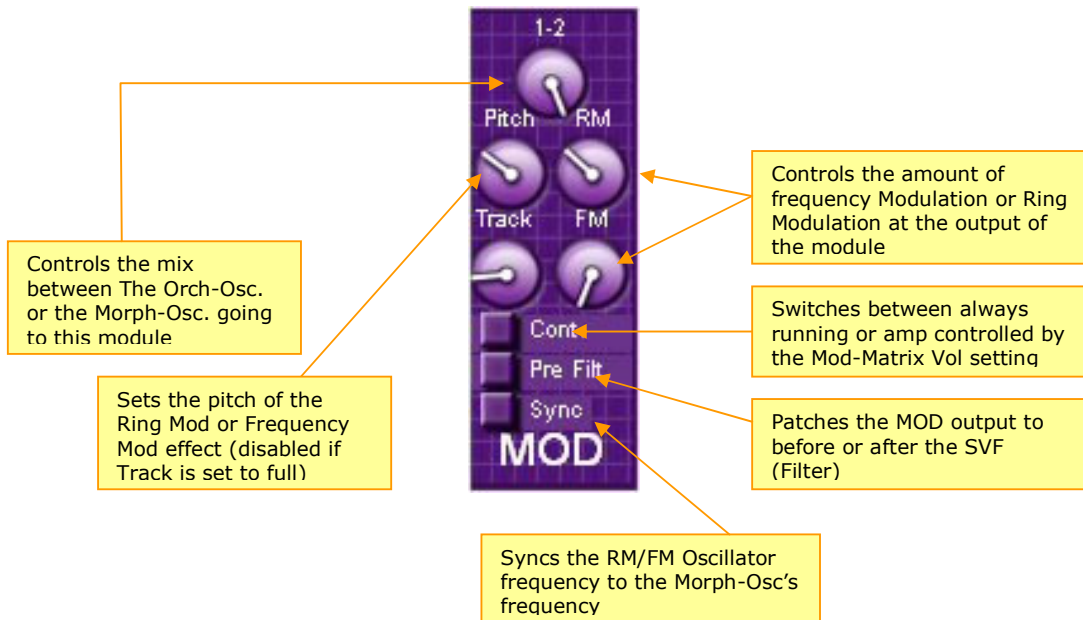 1-2
Pitch RM
Track FM
Cont
Pre Filt
Sync
MOD
Controls the mix
between The Orch-Osc.
or the Morph-Osc. going
to this module
Sets the pitch of the
Ring Mod or Frequency
Mod effect (disabled if
Track is set to full)
Controls the amount of
frequency Modulation or Ring
Modulation at the output of
the module
Switches between always
running or amp controlled by
the Mod-Matrix Vol setting
Patches the MOD output to
before or after the SVF
(Filter)
Syncs the RM/FM Oscillator
frequency to the Morph-Osc’s
frequency